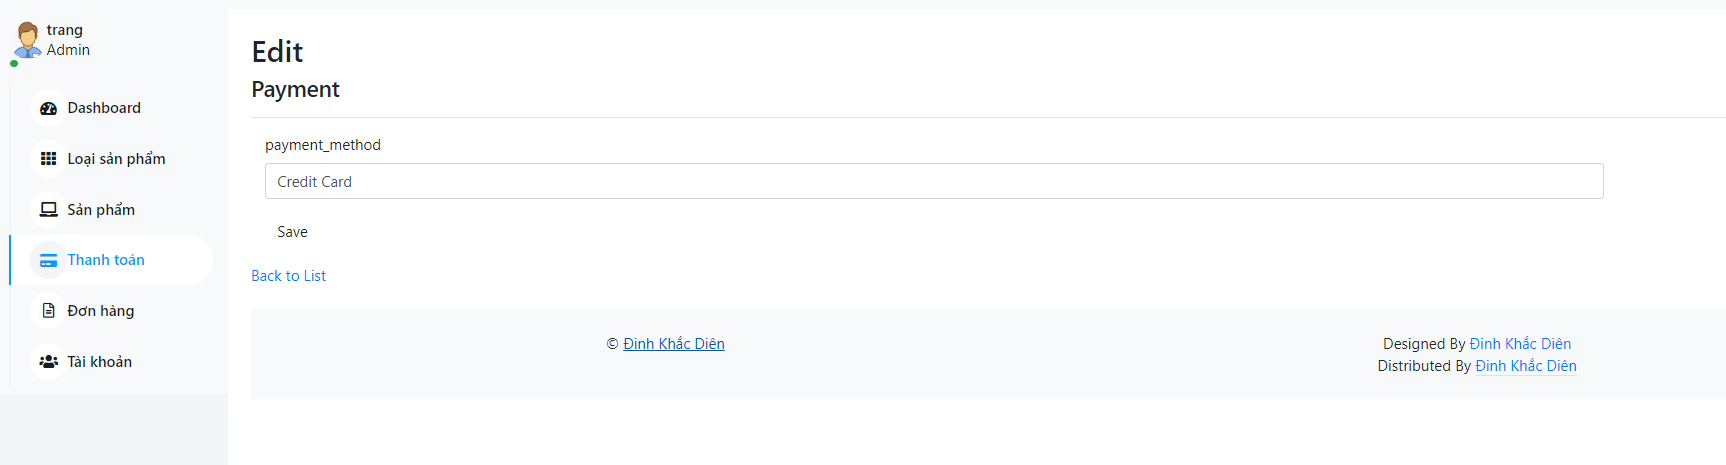 trang
Admin
Dashboard
Loại sản phẩm
Sản phẩm
Thanh toán
Đơn hàng
Tài khoản
Edit
Payment
payment_method
Credit Card
Save
Back to List
© Đinh Khắc Diên
Designed By Đinh Khắc Diên
Distributed By Đinh Khắc Diên